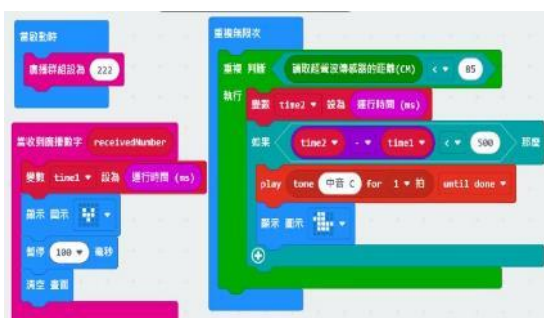 當啟動時
廣播群組設為 222
當收到廣播數字 receivedNumber
變數 time1 設為 運行時間 (ms)
顯示 圖示
暫停 100 毫秒
清空 畫面
重複無限次
重複 判斷 讀取超聲波傳感器的距離(CM) < 85
執行 變數 time2 設為 運行時間 (ms)
如果 time2 - time1 < 500 那麼
play tone 中音 C for 1 拍 until done
顯示 圖示